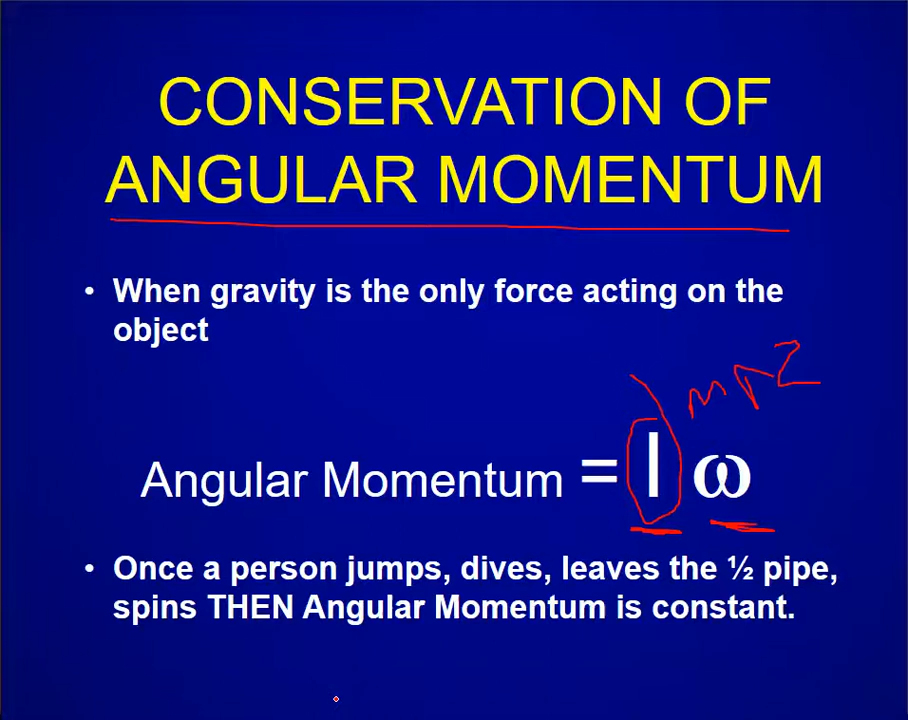 CONSERVATION OF
ANGULAR MOMENTUM
• When gravity is the only force acting on the
object
mr2
Angular Momentum = I ω
• Once a person jumps, dives, leaves the ½ pipe,
spins THEN Angular Momentum is constant.